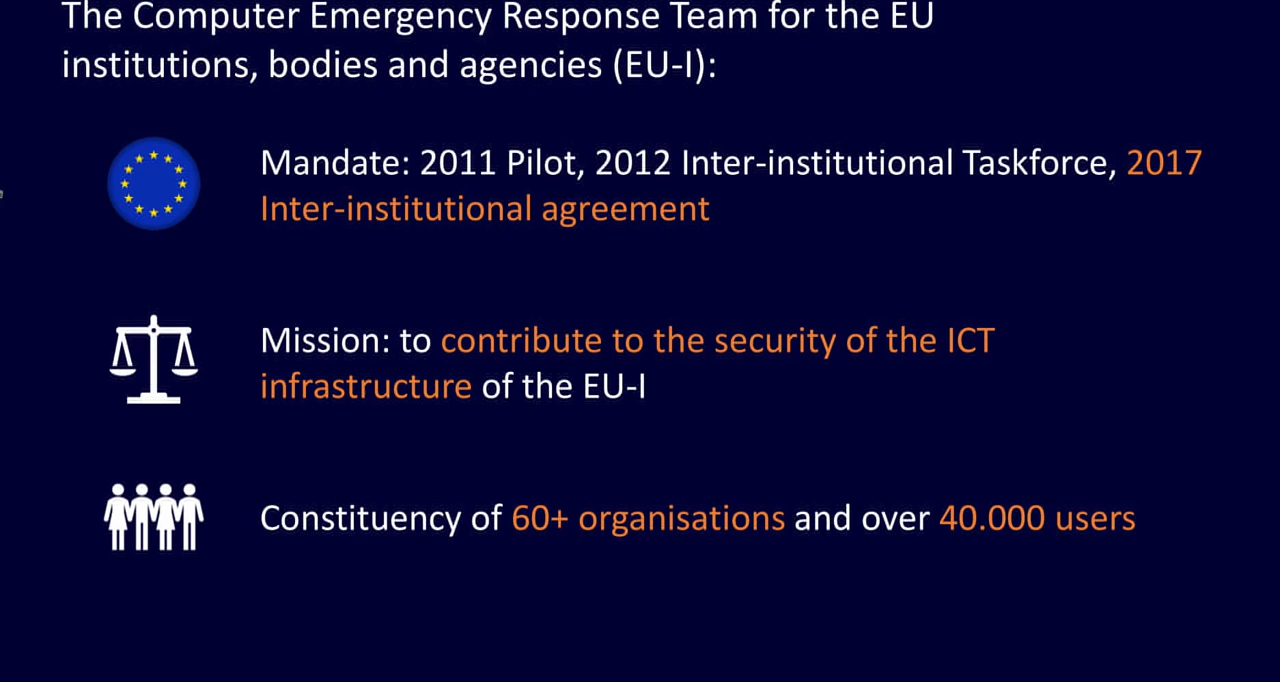 The Computer Emergency Response Team for the EU
institutions, bodies and agencies (EU-I):
Mandate: 2011 Pilot, 2012 Inter-institutional Taskforce, 2017
Inter-institutional agreement
Mission: to contribute to the security of the ICT
infrastructure of the EU-I
Constituency of 60+ organisations and over 40.000 users